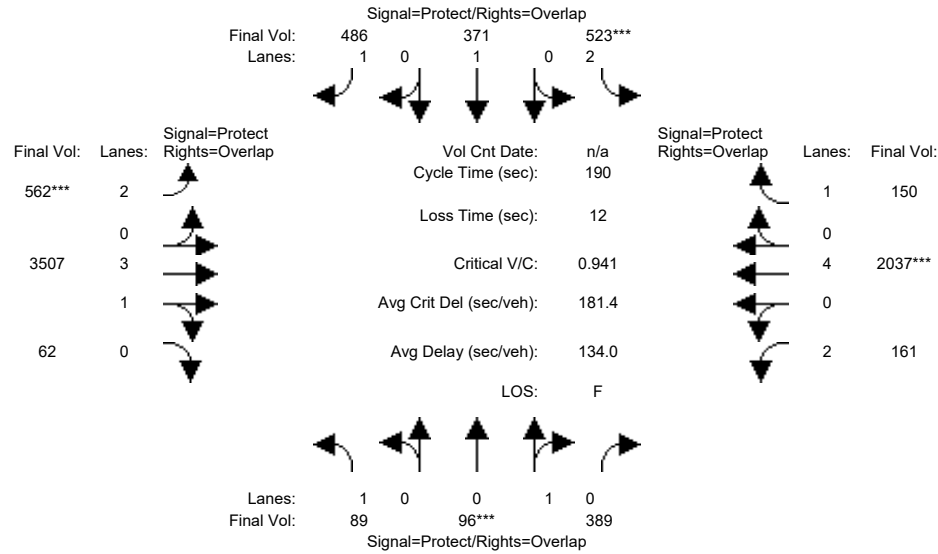 Signal=Protect/Rights=Overlap
Final Vol: 486 371 523***
Lanes: 1 0 1 0 2
Signal=Protect
Final Vol: Lanes: Rights=Overlap
Vol Cnt Date: n/a
Signal=Protect
Rights=Overlap Lanes: Final Vol:
Cycle Time (sec): 190
562*** 2
1 150
Loss Time (sec): 12
0
0
3507 3
Critical V/C: 0.941
4 2037***
1
Avg Crit Del (sec/veh): 181.4
0
62 0
Avg Delay (sec/veh): 134.0
2 161
LOS: F
Lanes: 1 0 0 1 0
Final Vol: 89 96*** 389
Signal=Protect/Rights=Overlap